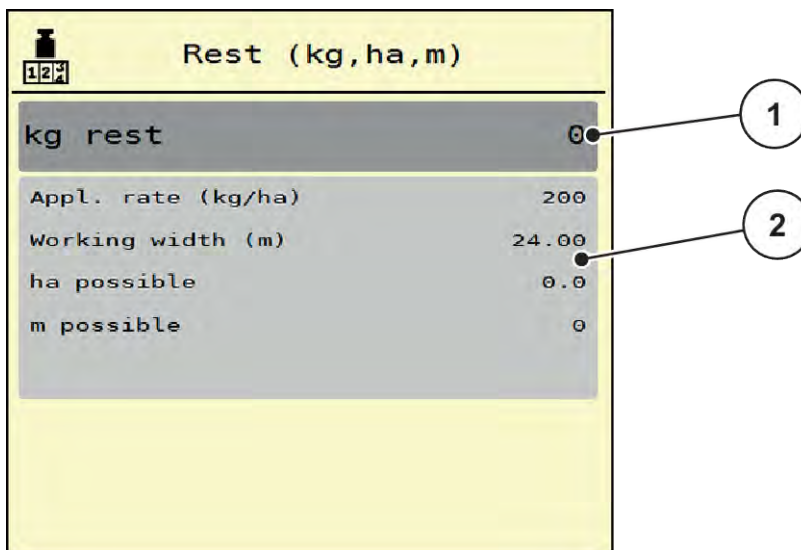 Rest (kg,ha,m)
kg rest 0
Appl. rate (kg/ha) 200
Working width (m) 24.00
ha possible 0.0
m possible 0
1
2